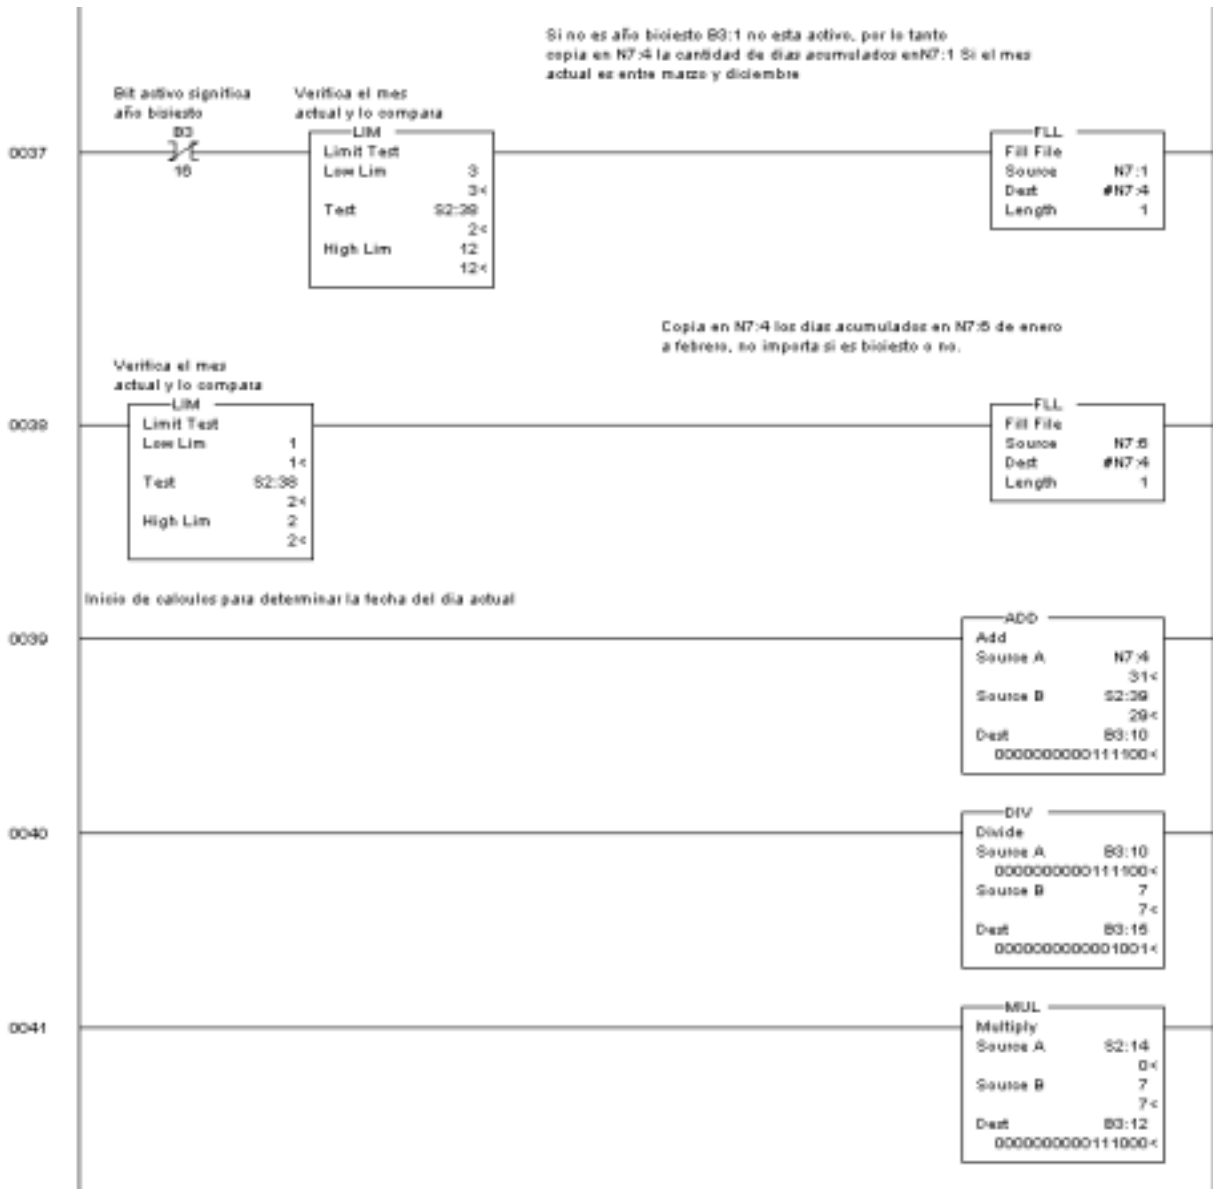 Si no es año bisiesto B3:1 no esta activo, por lo tanto
copia en N7:4 la cantidad de dias acumulados enN7:1 Si el mes
actual es entre marzo y diciembre
Bit activo significa
año bisiesto
Verifica el mes
actual y lo compara
0037
B3
16
LIM
Limit Test
Low Lim 3
3<
Test S2:38
2<
High Lim 12
12<
FLL
Fill File
Source N7:1
Dest #N7:4
Length 1
Copia en N7:4 los dias acumulados en N7:5 de enero
a febrero, no importa si es bisiesto o no.
Verifica el mes
actual y lo compara
0038
LIM
Limit Test
Low Lim 1
1<
Test S2:38
2<
High Lim 2
2<
FLL
Fill File
Source N7:5
Dest #N7:4
Length 1
Inicio de calculos para determinar la fecha del dia actual
0039
ADD
Add
Source A N7:4
31<
Source B S2:39
29<
Dest B3:10
0000000000111100<
0040
DIV
Divide
Source A B3:10
0000000000111100<
Source B 7
7<
Dest B3:15
0000000000001001<
0041
MUL
Multiply
Source A S2:14
0<
Source B 7
7<
Dest B3:12
0000000000111000<